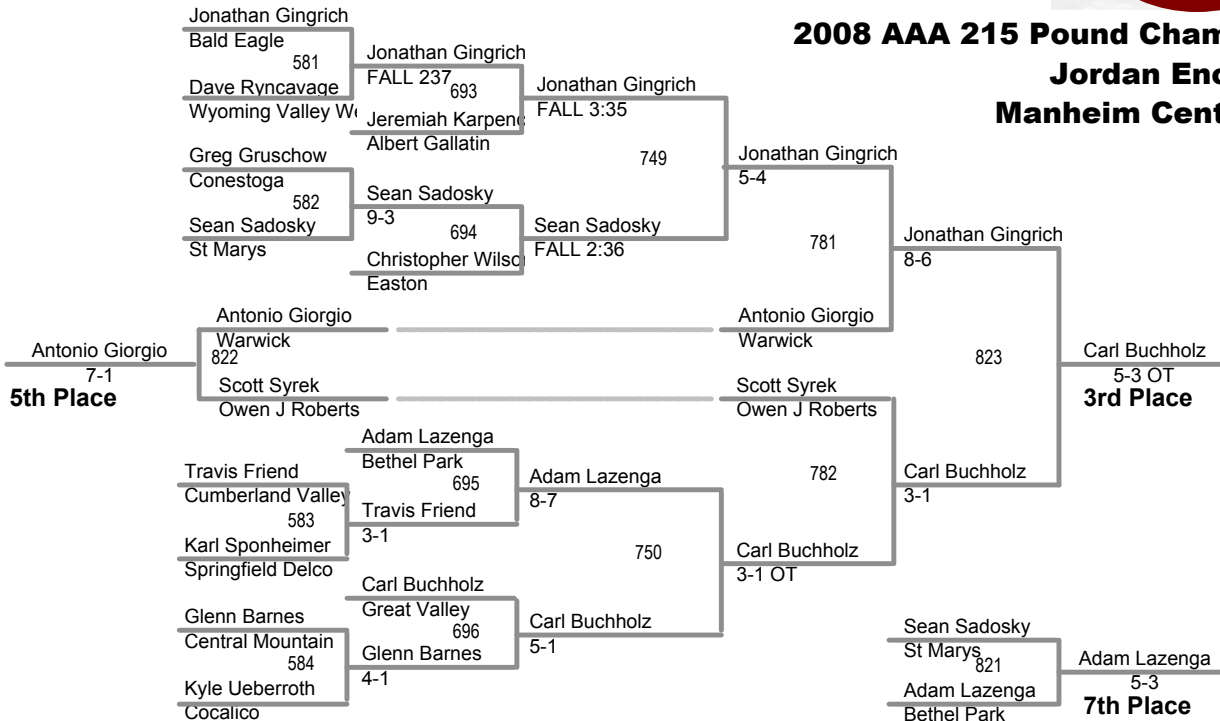 2008 AAA 215 Pound
Jordan
Manheim
Jonathan Gingrich
Bald Eagle
581
Dave Ryncavage
Wyoming Valley
Jonathan Gingrich
FALL 237
693
Jeremiah
Albert Gallatin
Jonathan Gingrich
FALL 3:35
Greg Gruschow
Conestoga
582
Sean Sadosky
St Marys
Sean Sadosky
9-3
694
Christopher
Easton
Sean Sadosky
FALL 2:36
749
Jonathan Gingrich
5-4
781
Antonio Giorgio
Warwick
Jonathan Gingrich
8-6
823
Carl Buchholz
5-3 OT
3rd Place
Antonio Giorgio
Warwick
822
Scott Syrek
Owen J Roberts
Antonio Giorgio
7-1
5th Place
Scott Syrek
Owen J Roberts
782
Carl Buchholz
3-1
Adam Lazenga
Bethel Park
695
Travis Friend
Cumberland Valley
583
Karl Sponheimer
Springfield Delco
Travis Friend
3-1
Adam Lazenga
8-7
750
Carl Buchholz
3-1 OT
Carl Buchholz
Great Valley
696
Glenn Barnes
Central Mountain
584
Kyle Ueberroth
Cocalico
Glenn Barnes
4-1
Carl Buchholz
5-1
Sean Sadosky
St Marys
821
Adam Lazenga
Bethel Park
Adam Lazenga
5-3
7th Place